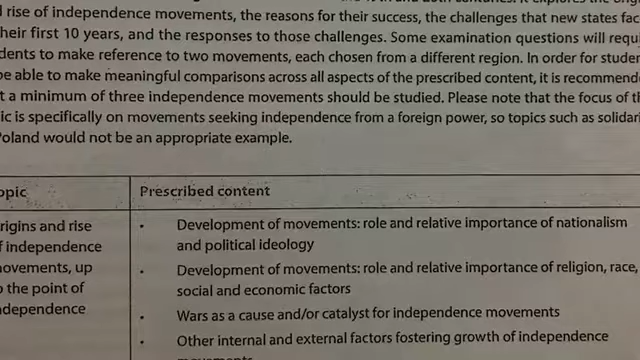 rise of independence movements, the reasons for their success, the challenges that new states fac
heir first 10 years, and the responses to those challenges. Some examination questions will requi
dents to make reference to two movements, each chosen from a different region. In order for studen
be able to make meaningful comparisons across all aspects of the prescribed content, it is recommende
t a minimum of three independence movements should be studied. Please note that the focus of th
ic is specifically on movements seeking independence from a foreign power, so topics such as solidari
Poland would not be an appropriate example.
opic
Prescribed content
rigins and rise
f independence
ovements, up
o the point of
ndependence
• Development of movements: role and relative importance of nationalism
and political ideology
• Development of movements: role and relative importance of religion, race,
social and economic factors
• Wars as a cause and/or catalyst for independence movements
• Other internal and external factors fostering growth of independence
movements